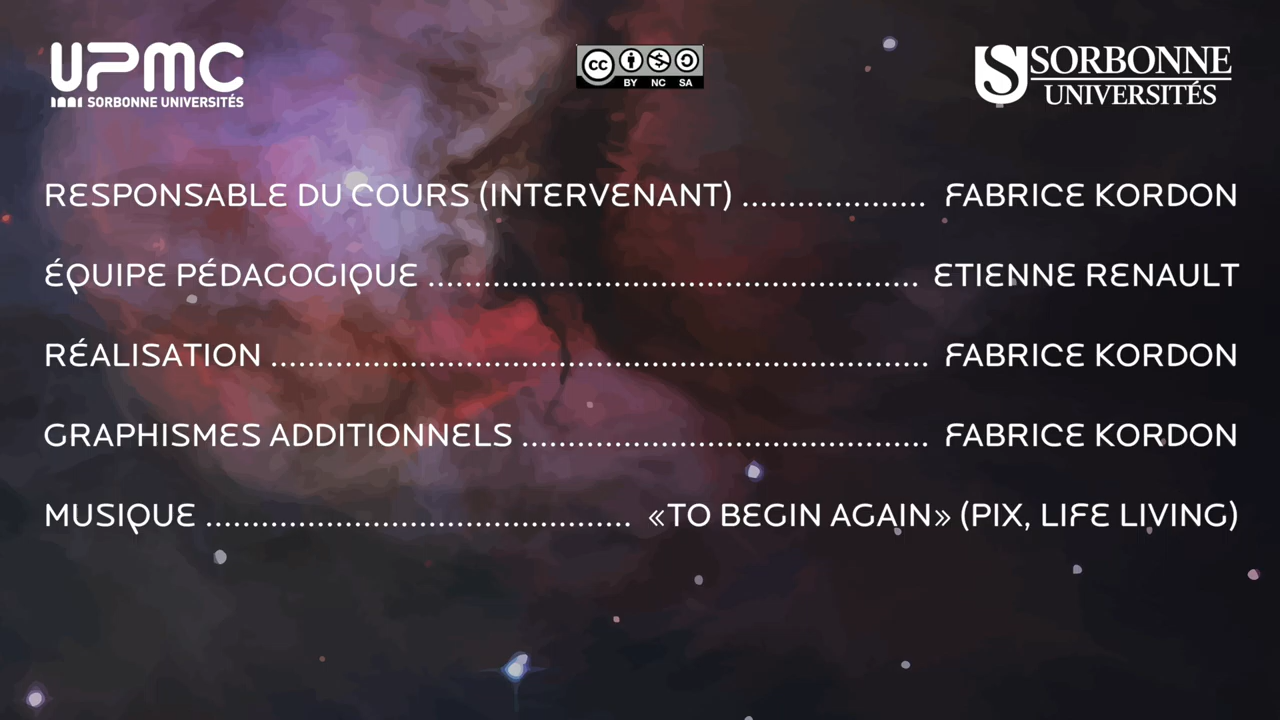 UPMC
SORBONNE UNIVERSITÉS
cc BY NC SA
SORBONNE
UNIVERSITÉS
RESPONSABLE DU COURS (INTERVENANT) .................... FABRICE KORDON
ÉQUIPE PÉDAGOGIQUE ..................................................... ETIENNE RENAULT
RÉALISATION ....................................................................... FABRICE KORDON
GRAPHISMES ADDITIONNELS ............................................ FABRICE KORDON
MUSIQUE .............................................. «TO BEGIN AGAIN» (PIX, LIFE LIVING)